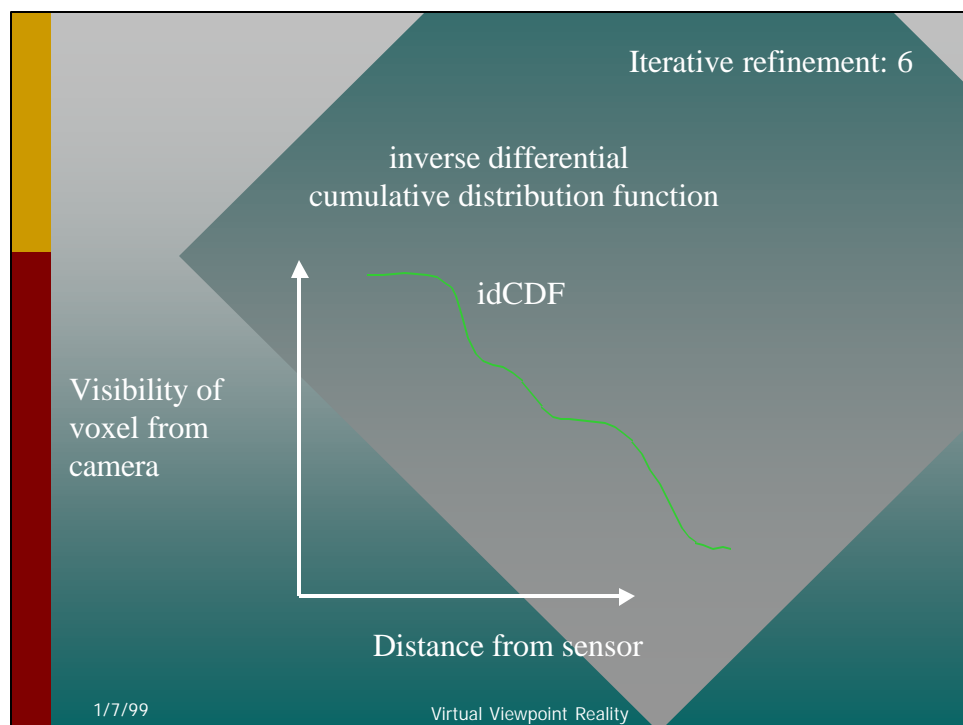 Iterative refinement: 6
inverse differential
cumulative distribution function
idCDF
Visibility of
voxel from
camera
Distance from sensor
1/7/99
Virtual Viewpoint Reality